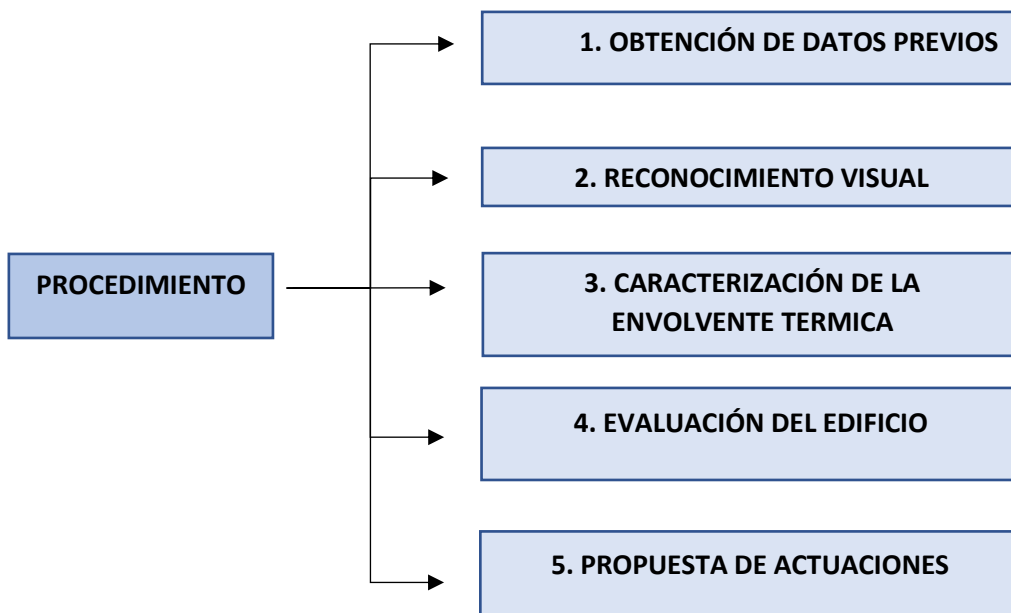 1. OBTENCIÓN DE DATOS PREVIOS
2. RECONOCIMIENTO VISUAL
PROCEDIMIENTO
3. CARACTERIZACIÓN DE LA
ENVOLVENTE TERMICA
4. EVALUACIÓN DEL EDIFICIO
5. PROPUESTA DE ACTUACIONES